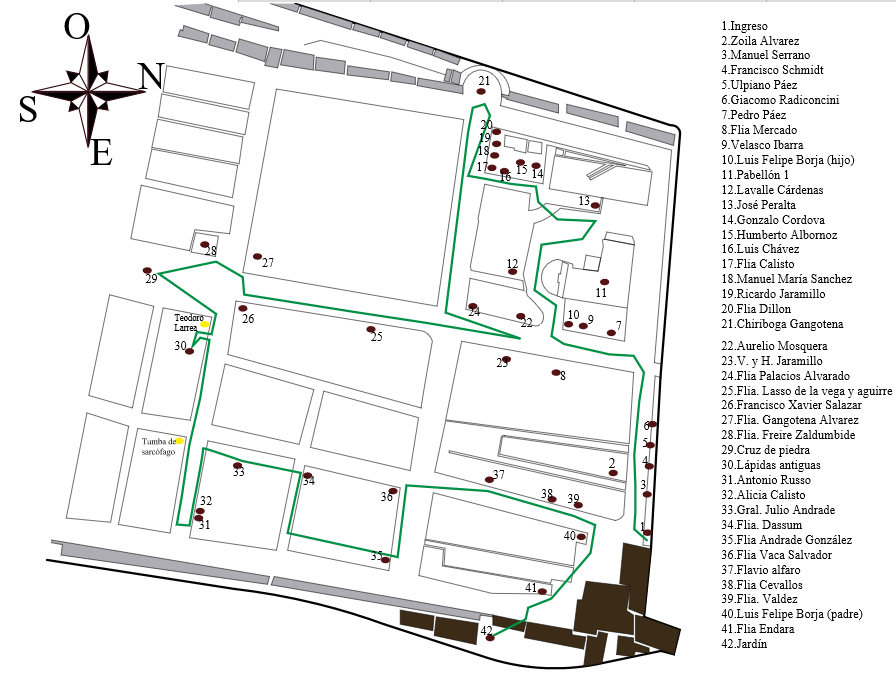 O
N
S
E
21
20
19
18
17
16
15
14
13
12
11
28
27
29
24
22
10
9
7
Teodoro
Larrez
26
25
30
23
8
6
5
4
3
1
2
Tumba de
sarcófago
33
34
36
37
38
39
32
31
35
40
41
42
1.Ingreso
2.Zoila Alvarez
3.Manuel Serrano
4.Francisco Schmidt
5.Ulpiano Páez
6.Giacomo Radiconcini
7.Pedro Páez
8.Flia Mercado
9.Velasco Ibarra
10.Luis Felipe Borja (hijo)
11.Pabellón 1
12.Lavalle Cárdenas
13.José Peralta
14.Gonzalo Cordova
15.Humberto Albornoz
16.Luis Chávez
17.Flia Calisto
18.Manuel María Sanchez
19.Ricardo Jaramillo
20.Flia Dillon
21.Chiriboga Gangotena
22.Aurelio Mosquera
23.V. y H. Jaramillo
24.Flia Palacios Alvarado
25.Flia. Lasso de la vega y aguirre
26.Francisco Xavier Salazar
27.Flia. Gangotena Alvarez
28.Flia. Freire Zaldumbide
29.Cruz de piedra
30.Lápidas antiguas
31.Antonio Russo
32.Alicia Calisto
33.Gral. Julio Andrade
34.Flia. Dassum
35.Flia Andrade González
36.Flia Vaca Salvador
37.Flavio alfaro
38.Flia Cevallos
39.Flia. Valdez
40.Luis Felipe Borja (padre)
41.Flia Endara
42.Jardín